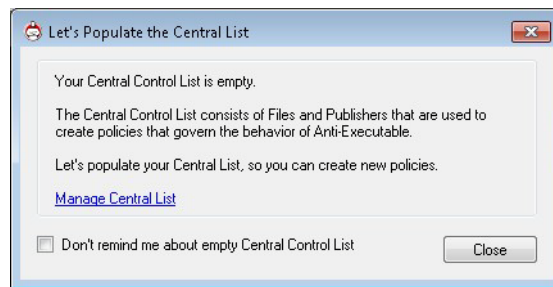 Let's Populate the Central List
Your Central Control List is empty.
The Central Control List consists of Files and Publishers that are used to
create policies that govern the behavior of Anti-Executable.
Let's populate your Central List, so you can create new policies.
Manage Central List
Don't remind me about empty Central Control List
Close